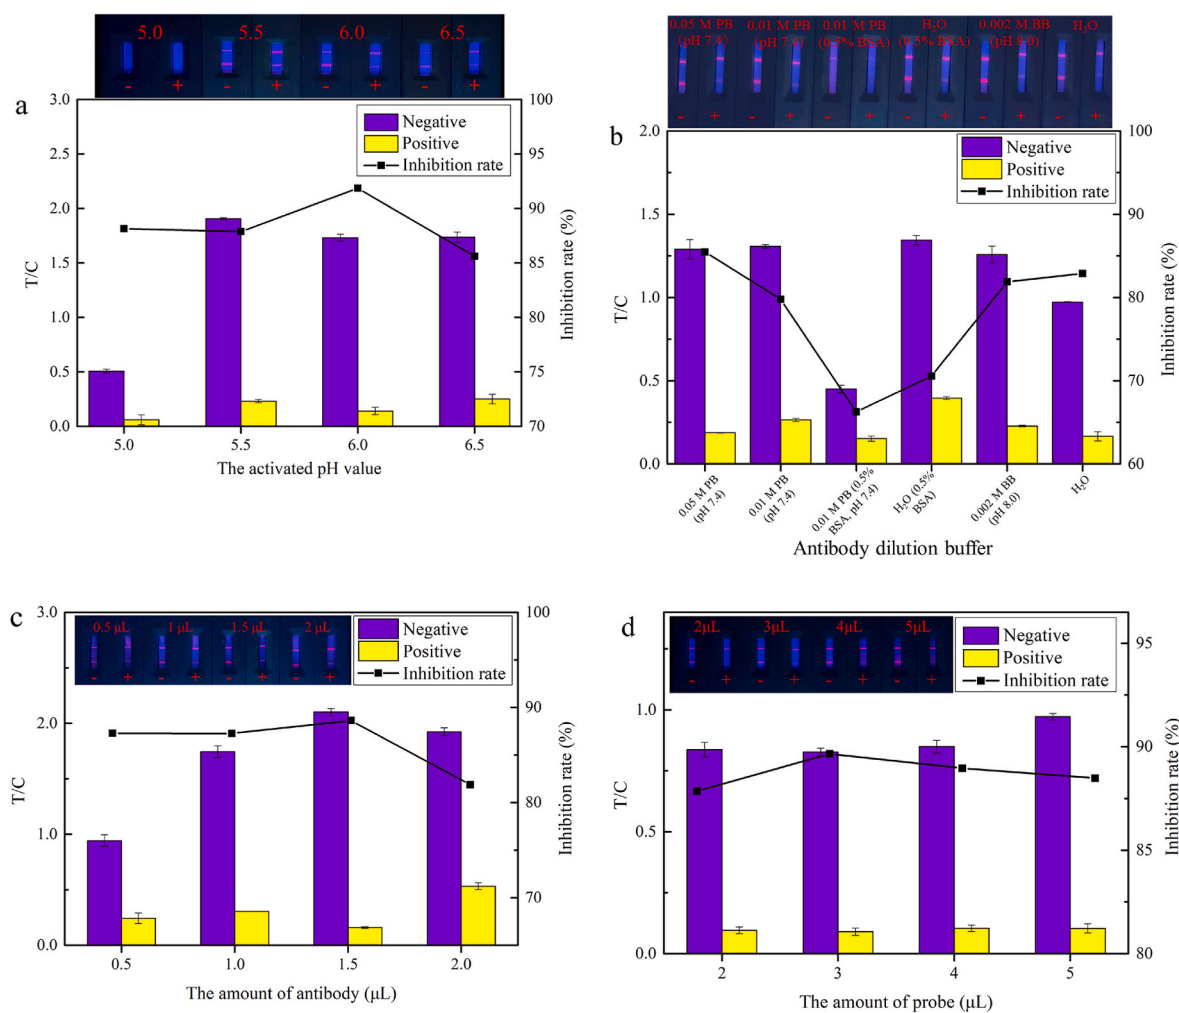 a
5.0
5.5
6.0
6.5
-
+
-
+
-
+
-
+
3.0
2.5
2.0
1.5
1.0
0.5
0.0
T/C
Negative
Positive
Inhibition rate
100
95
90
85
80
75
70
Inhibition rate (%)
5.0
5.5
6.0
6.5
The activated pH value
b
0.05 M PB
(pH 7.4)
0.01 M PB
(pH 7.4)
0.01 M PB
(0.5% BSA)
H₂O
(0.5% BSA)
0.002 M BB
(pH 8.0)
H₂O
-
+
-
+
-
+
-
+
-
+
-
+
2.0
1.5
1.0
0.5
0.0
T/C
Negative
Positive
Inhibition rate
100
90
80
70
60
Inhibition rate (%)
0.05 M PB
(pH 7.4)
0.01 M PB
(pH 7.4)
0.01 M PB (0.5%
BSA, pH 7.4)
H₂O (0.5%
BSA)
0.002 M BB
(pH 8.0)
H₂O
Antibody dilution buffer
c
0.5 μL
1 μL
1.5 μL
2 μL
-
+
-
+
-
+
-
+
3.0
2.0
1.0
0.0
T/C
Negative
Positive
Inhibition rate
100
90
80
70
Inhibition rate (%)
0.5
1.0
1.5
2.0
The amount of antibody (μL)
d
2μL
3μL
4μL
5μL
-
+
-
+
-
+
-
+
1.0
0.5
0.0
T/C
Negative
Positive
Inhibition rate
95
90
85
80
Inhibition rate (%)
2
3
4
5
The amount of probe (μL)